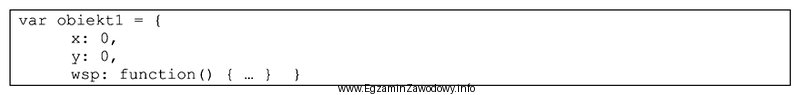 var obiekt1 = {
x: 0,
y: 0,
wsp: function() { … } }
www.EgzaminZawodowy.info